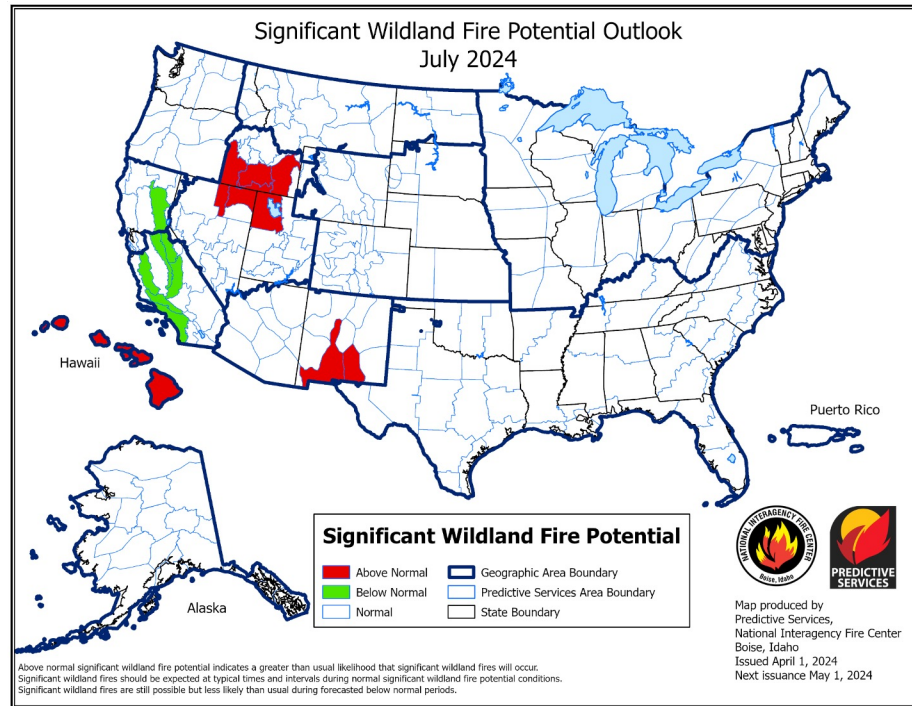 Significant Wildland Fire Potential Outlook
July 2024
Hawaii
Puerto Rico
Alaska
Significant Wildland Fire Potential
Above Normal
Below Normal
Normal
Geographic Area Boundary
Predictive Services Area Boundary
State Boundary
NATIONAL INTERAGENCY FIRE CENTER
Boise, Idaho
PREDICTIVE
SERVICES
Map produced by
Predictive Services,
National Interagency Fire Center
Boise, Idaho
Issued April 1, 2024
Next issuance May 1, 2024
Above normal significant wildland fire potential indicates a greater than usual likelihood that significant wildland fires will occur.
Significant wildland fires should be expected at typical times and intervals during normal significant wildland fire potential conditions.
Significant wildland fires are still possible but less likely than usual during forecasted below normal periods.